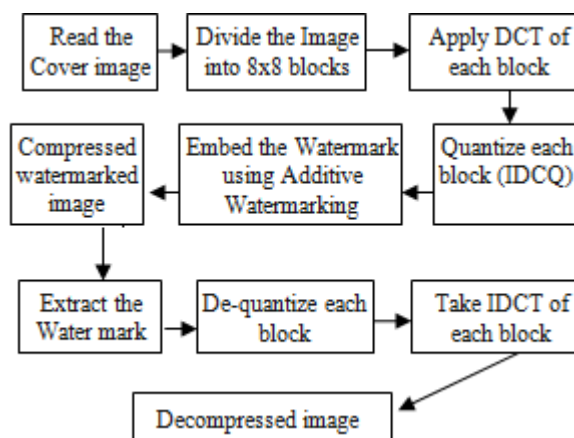 Read the
Cover image
Divide the Image
into 8x8 blocks
Apply DCT of
each block
Compressed
watermarked
image
Embed the Watermark
using Additive
Watermarking
Quantize each
block (IDCQ)
Extract the
Water mark
De-quantize each
block
Take IDCT of
each block
Decompressed image